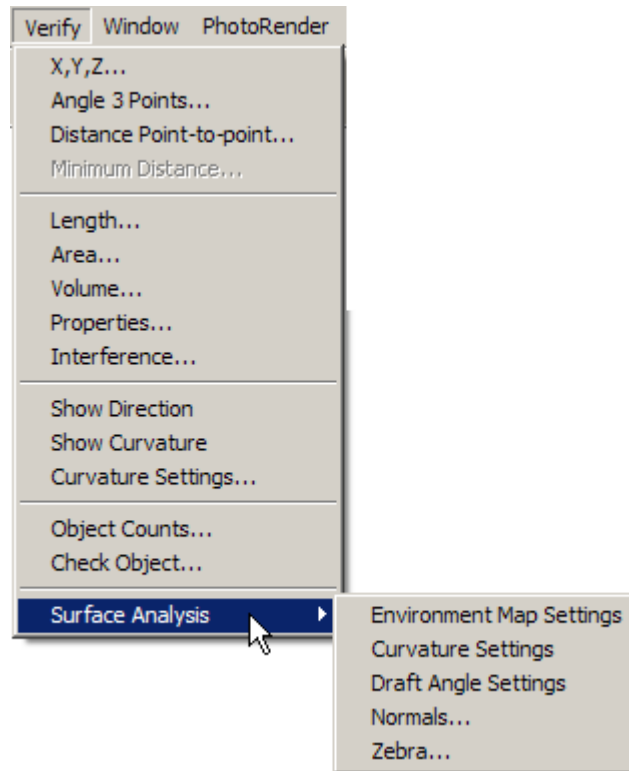 Verify Window PhotoRender
X,Y,Z...
Angle 3 Points...
Distance Point-to-point...
Minimum Distance...
Length...
Area...
Volume...
Properties...
Interference...
Show Direction
Show Curvature
Curvature Settings...
Object Counts...
Check Object...
Surface Analysis
Environment Map Settings
Curvature Settings
Draft Angle Settings
Normals...
Zebra...